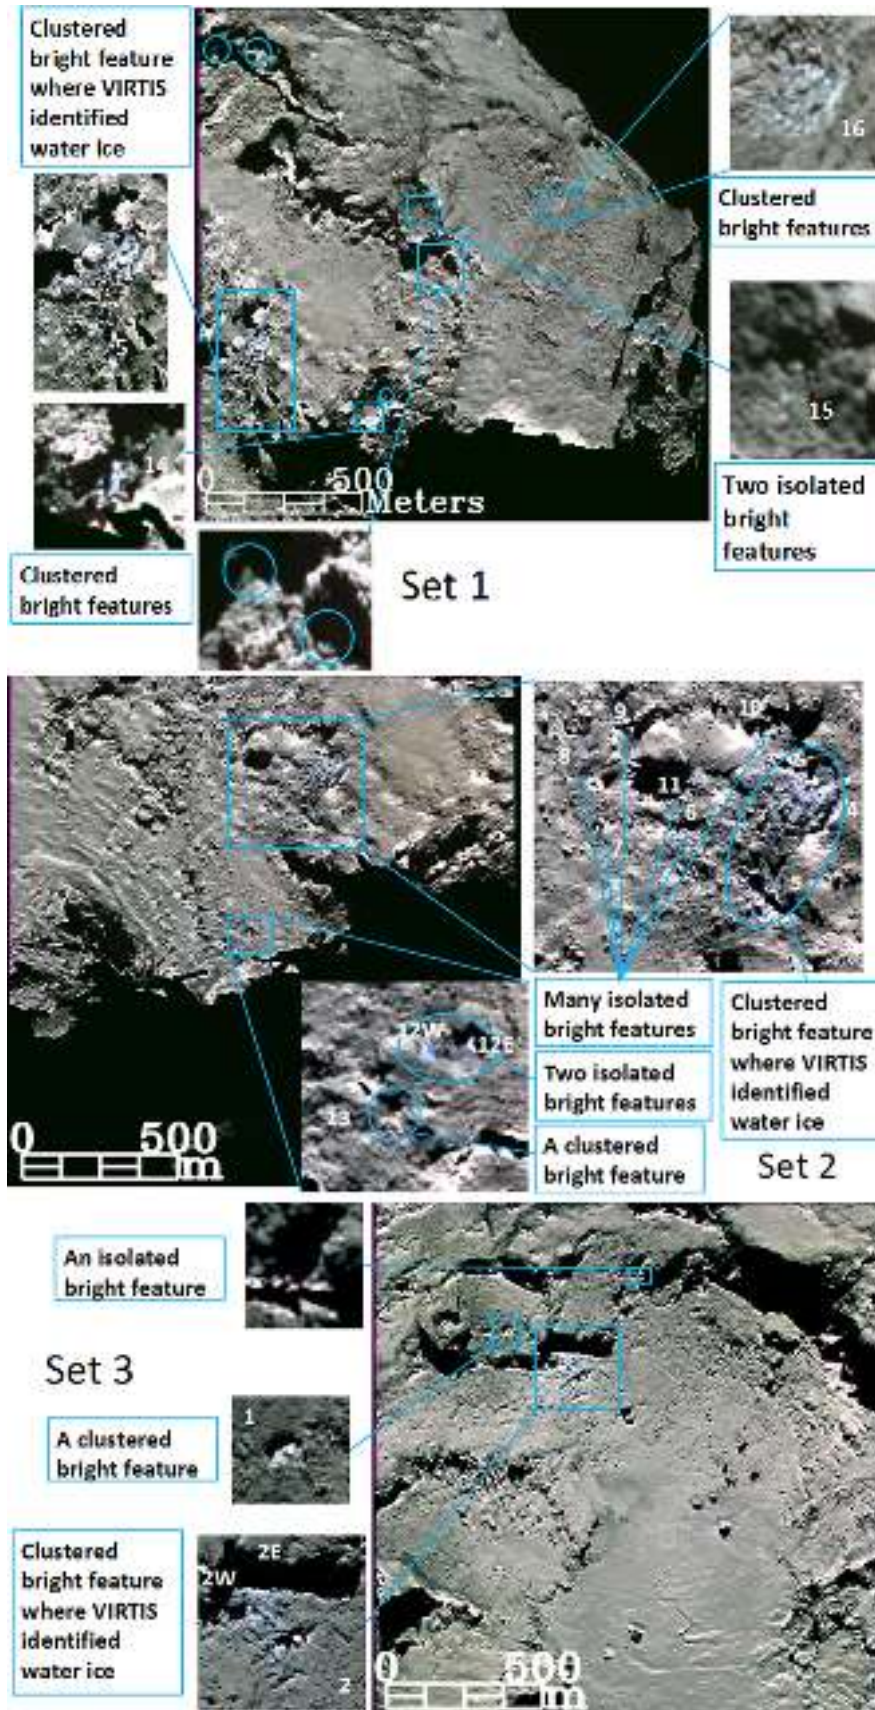 Clustered
bright feature
where VIRTIS
identified
water ice
16
Clustered
bright features
5
14
15
0 500
Meters
Two isolated
bright
features
Clustered
bright features
Set 1
9
10
8
11
6
4
5
Many isolated
bright features
Clustered
bright feature
where VIRTIS
identified
water ice
12W
12E
Two isolated
bright features
13
A clustered
bright feature
0 500
m
Set 2
An isolated
bright feature
Set 3
1
A clustered
bright feature
Clustered
bright feature
where VIRTIS
identified
water ice
2E
2W
2
0 500
m